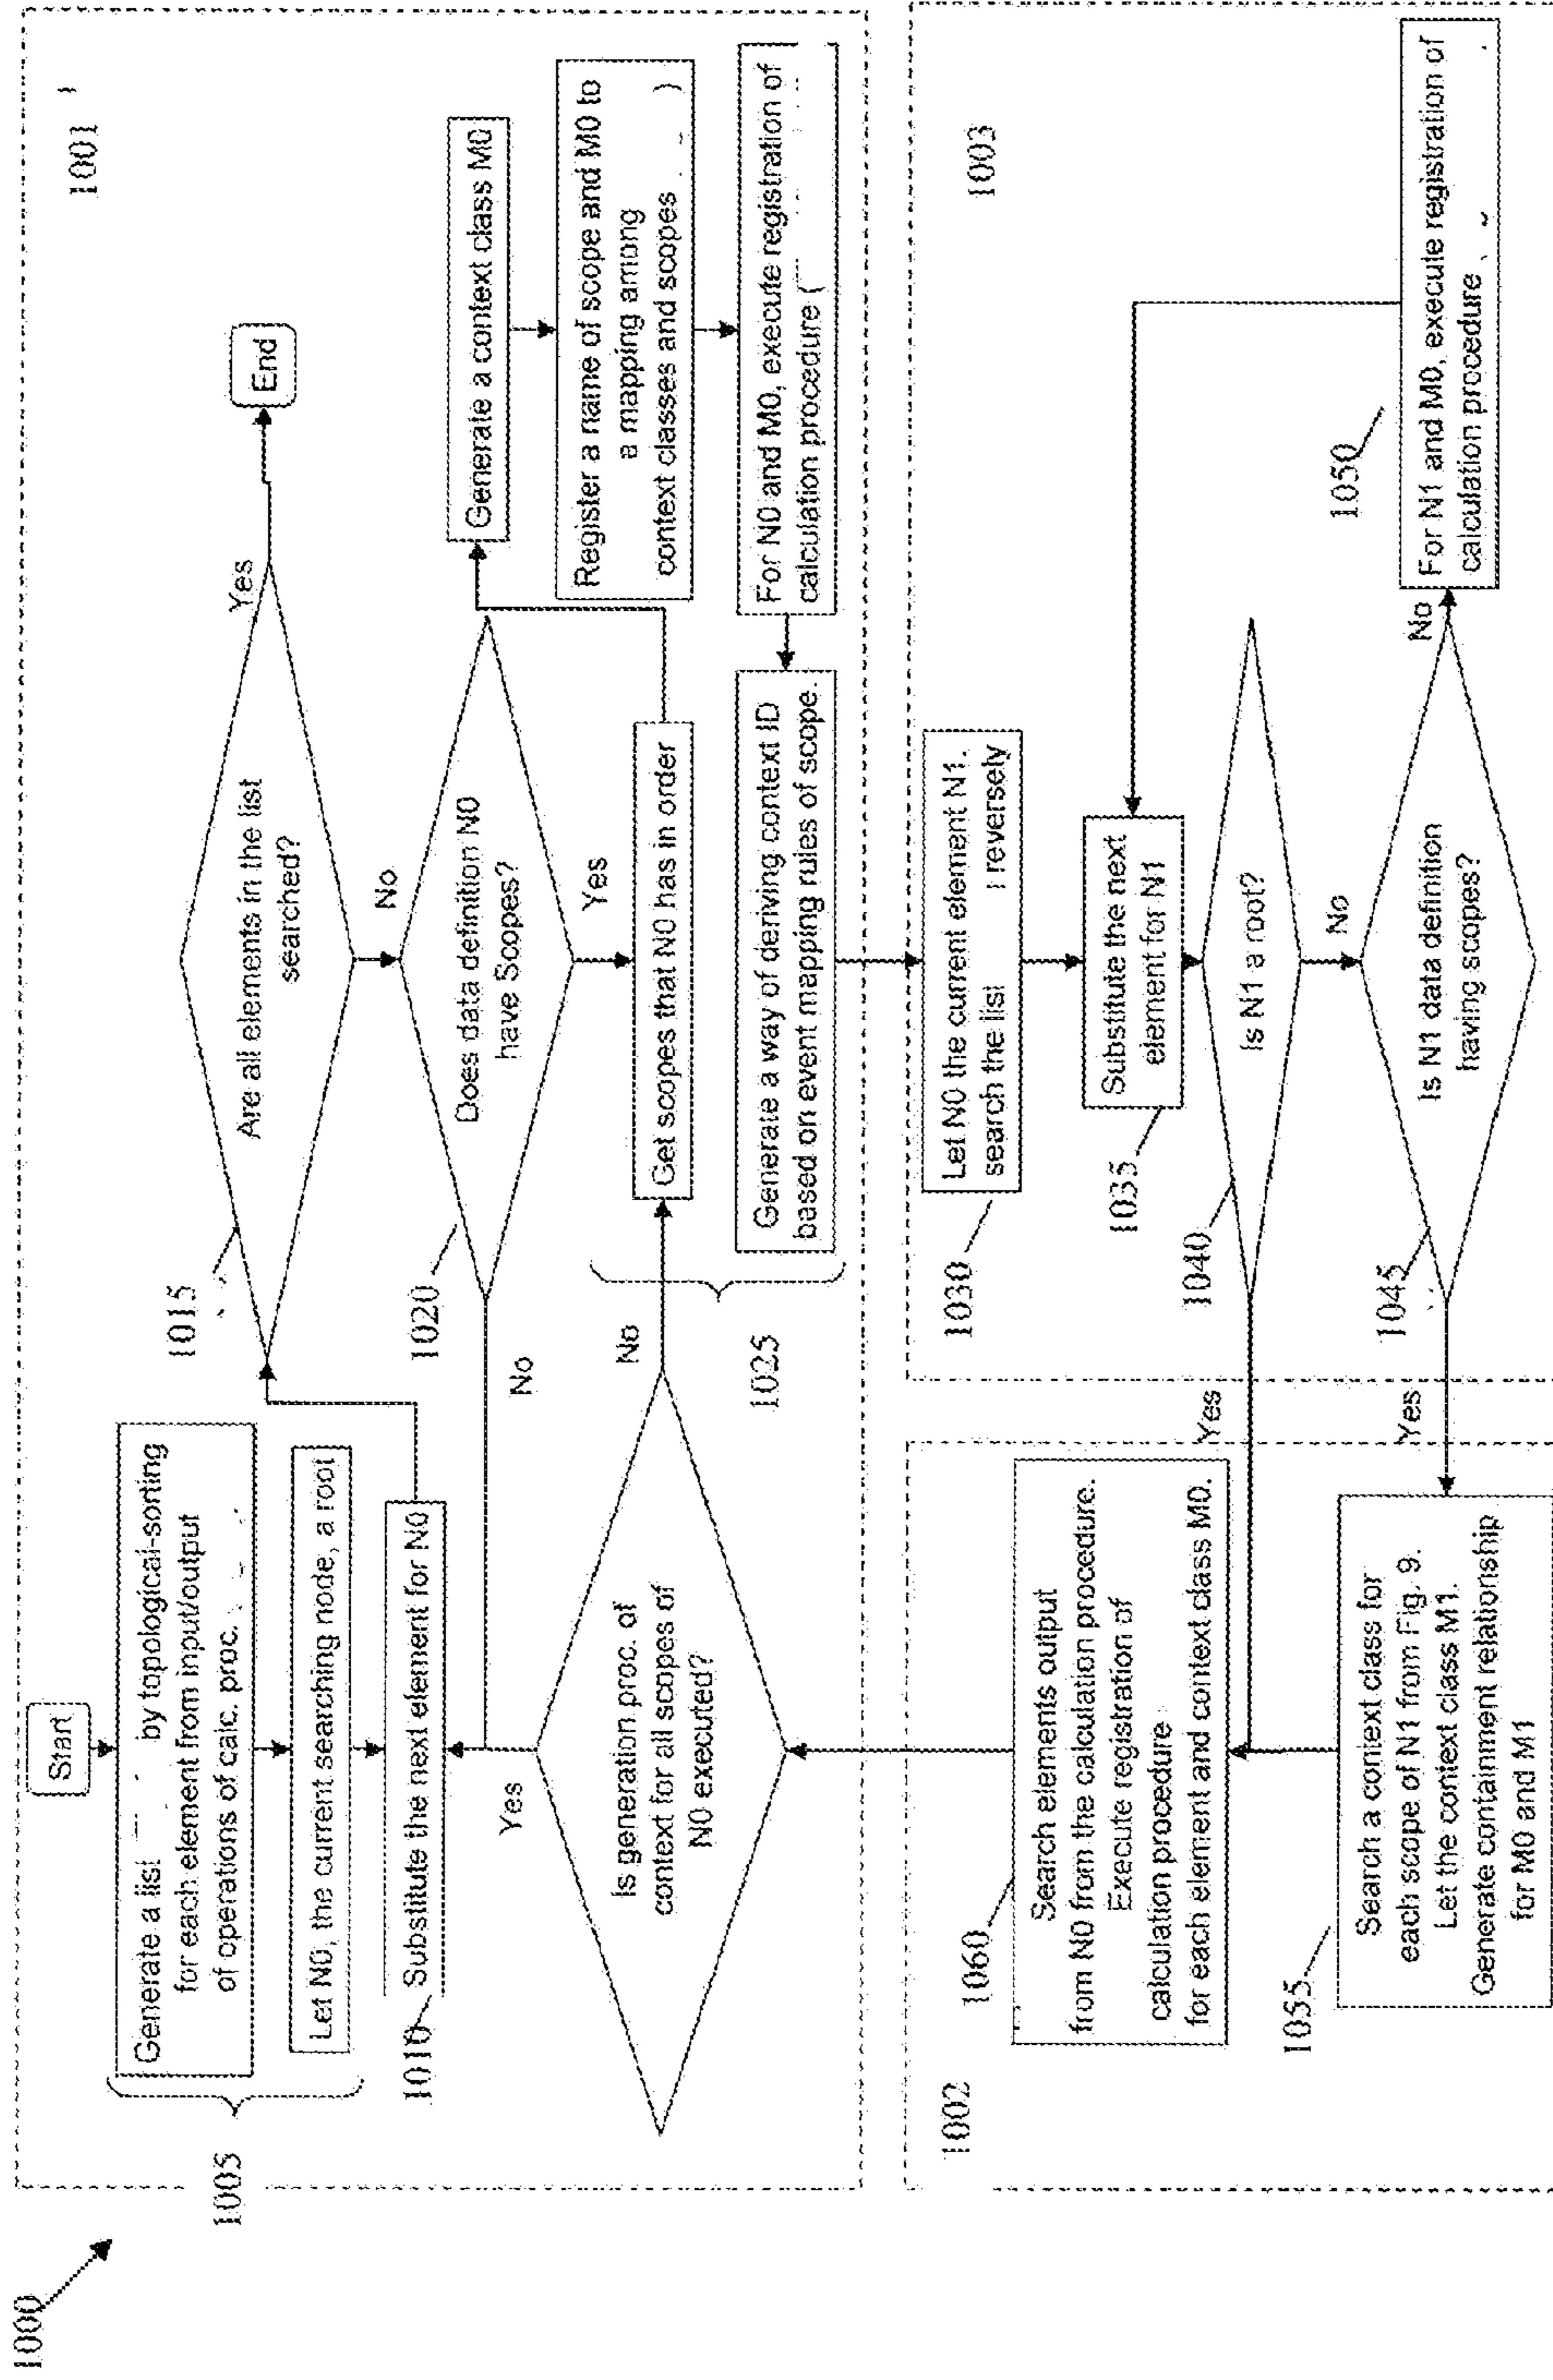 1000
1001
1005
Start
Generate a list by topological-sorting
for each element from input/output
of operations of calc. proc.
Let N0, the current searching node, a root
1010
Substitute the next element for N0
1015
Are all elements in the list
searched?
Yes
End
No
1020
Does data definition N0
have Scopes?
No
Yes
Is generation proc. of
context for all scopes of
N0 executed?
Yes
No
1025
Get scopes that N0 has in order
Generate a context class M0
Register a name of scope and M0 to
a mapping among
context classes and scopes )
For N0 and M0, execute registration of
calculation procedure (
Generate a way of deriving context ID
based on event mapping rules of scope.
1003
1030
Let N0 the current element N1.
search the list reversely
1035
Substitute the next
element for N1
1040
Is N1 a root?
Yes
No
1045
Is N1 data definition
having scopes?
Yes
No
1050
For N1 and M0, execute registration of
calculation procedure
1002
1060
Search elements output
from N0 from the calculation procedure.
Execute registration of
calculation procedure
for each element and context class M0.
1055
Search a context class for
each scope of N1 from Fig. 9.
Let the context class M1.
Generate containment relationship
for M0 and M1